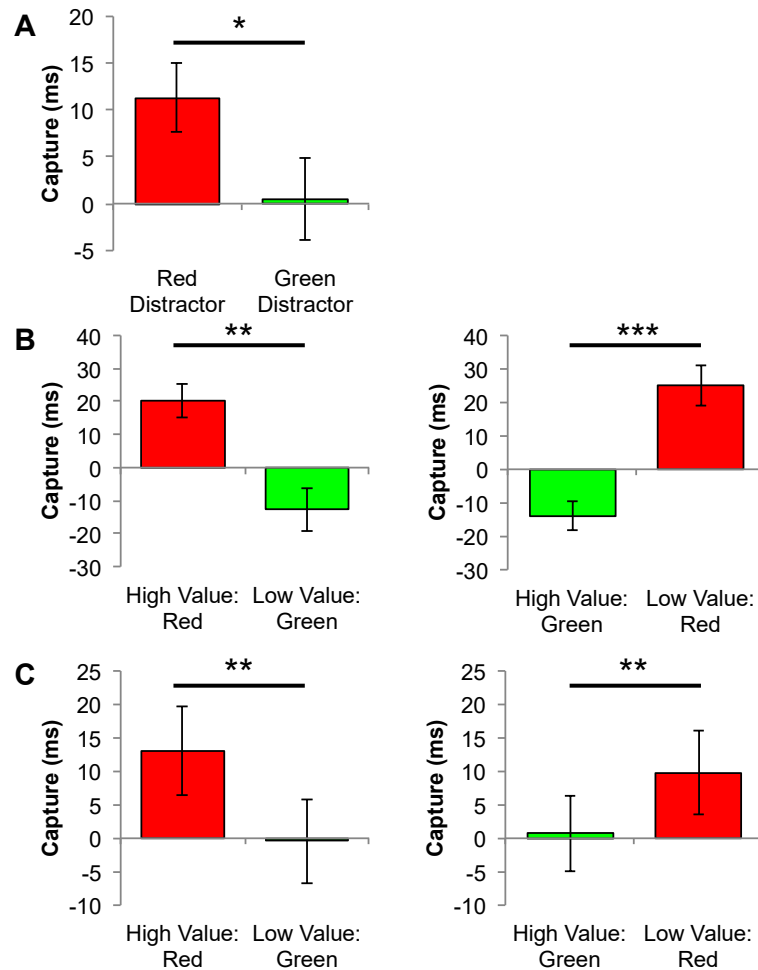 A
Capture (ms)
20
15
10
5
0
-5
*
Red
Distractor
Green
Distractor
B
Capture (ms)
40
30
20
10
0
-10
-20
-30
**
High Value:
Red
Low Value:
Green
Capture (ms)
40
30
20
10
0
-10
-20
-30
***
High Value:
Green
Low Value:
Red
C
Capture (ms)
25
20
15
10
5
0
-5
-10
**
High Value:
Red
Low Value:
Green
Capture (ms)
25
20
15
10
5
0
-5
-10
**
High Value:
Green
Low Value:
Red